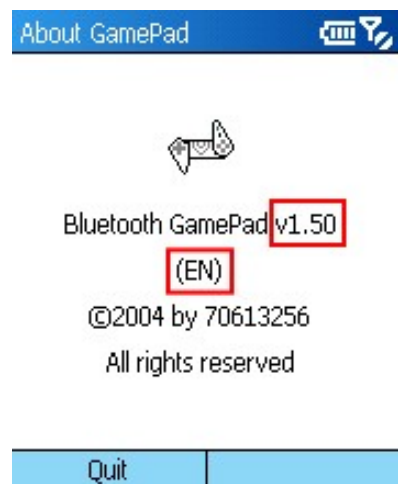 About GamePad
Bluetooth GamePad v1.50
(EN)
©2004 by 70613256
All rights reserved
Quit